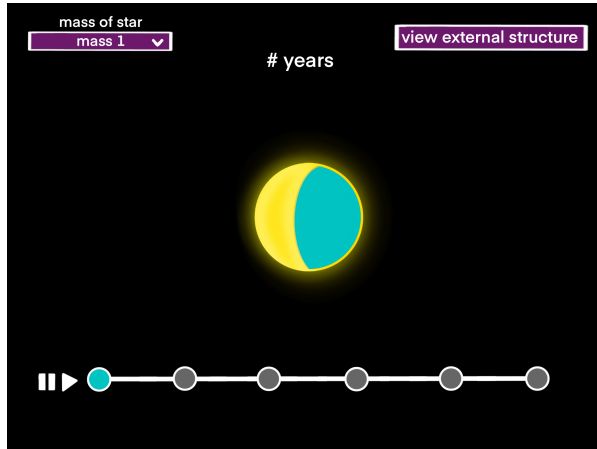 mass of star
mass 1
view external structure
# years